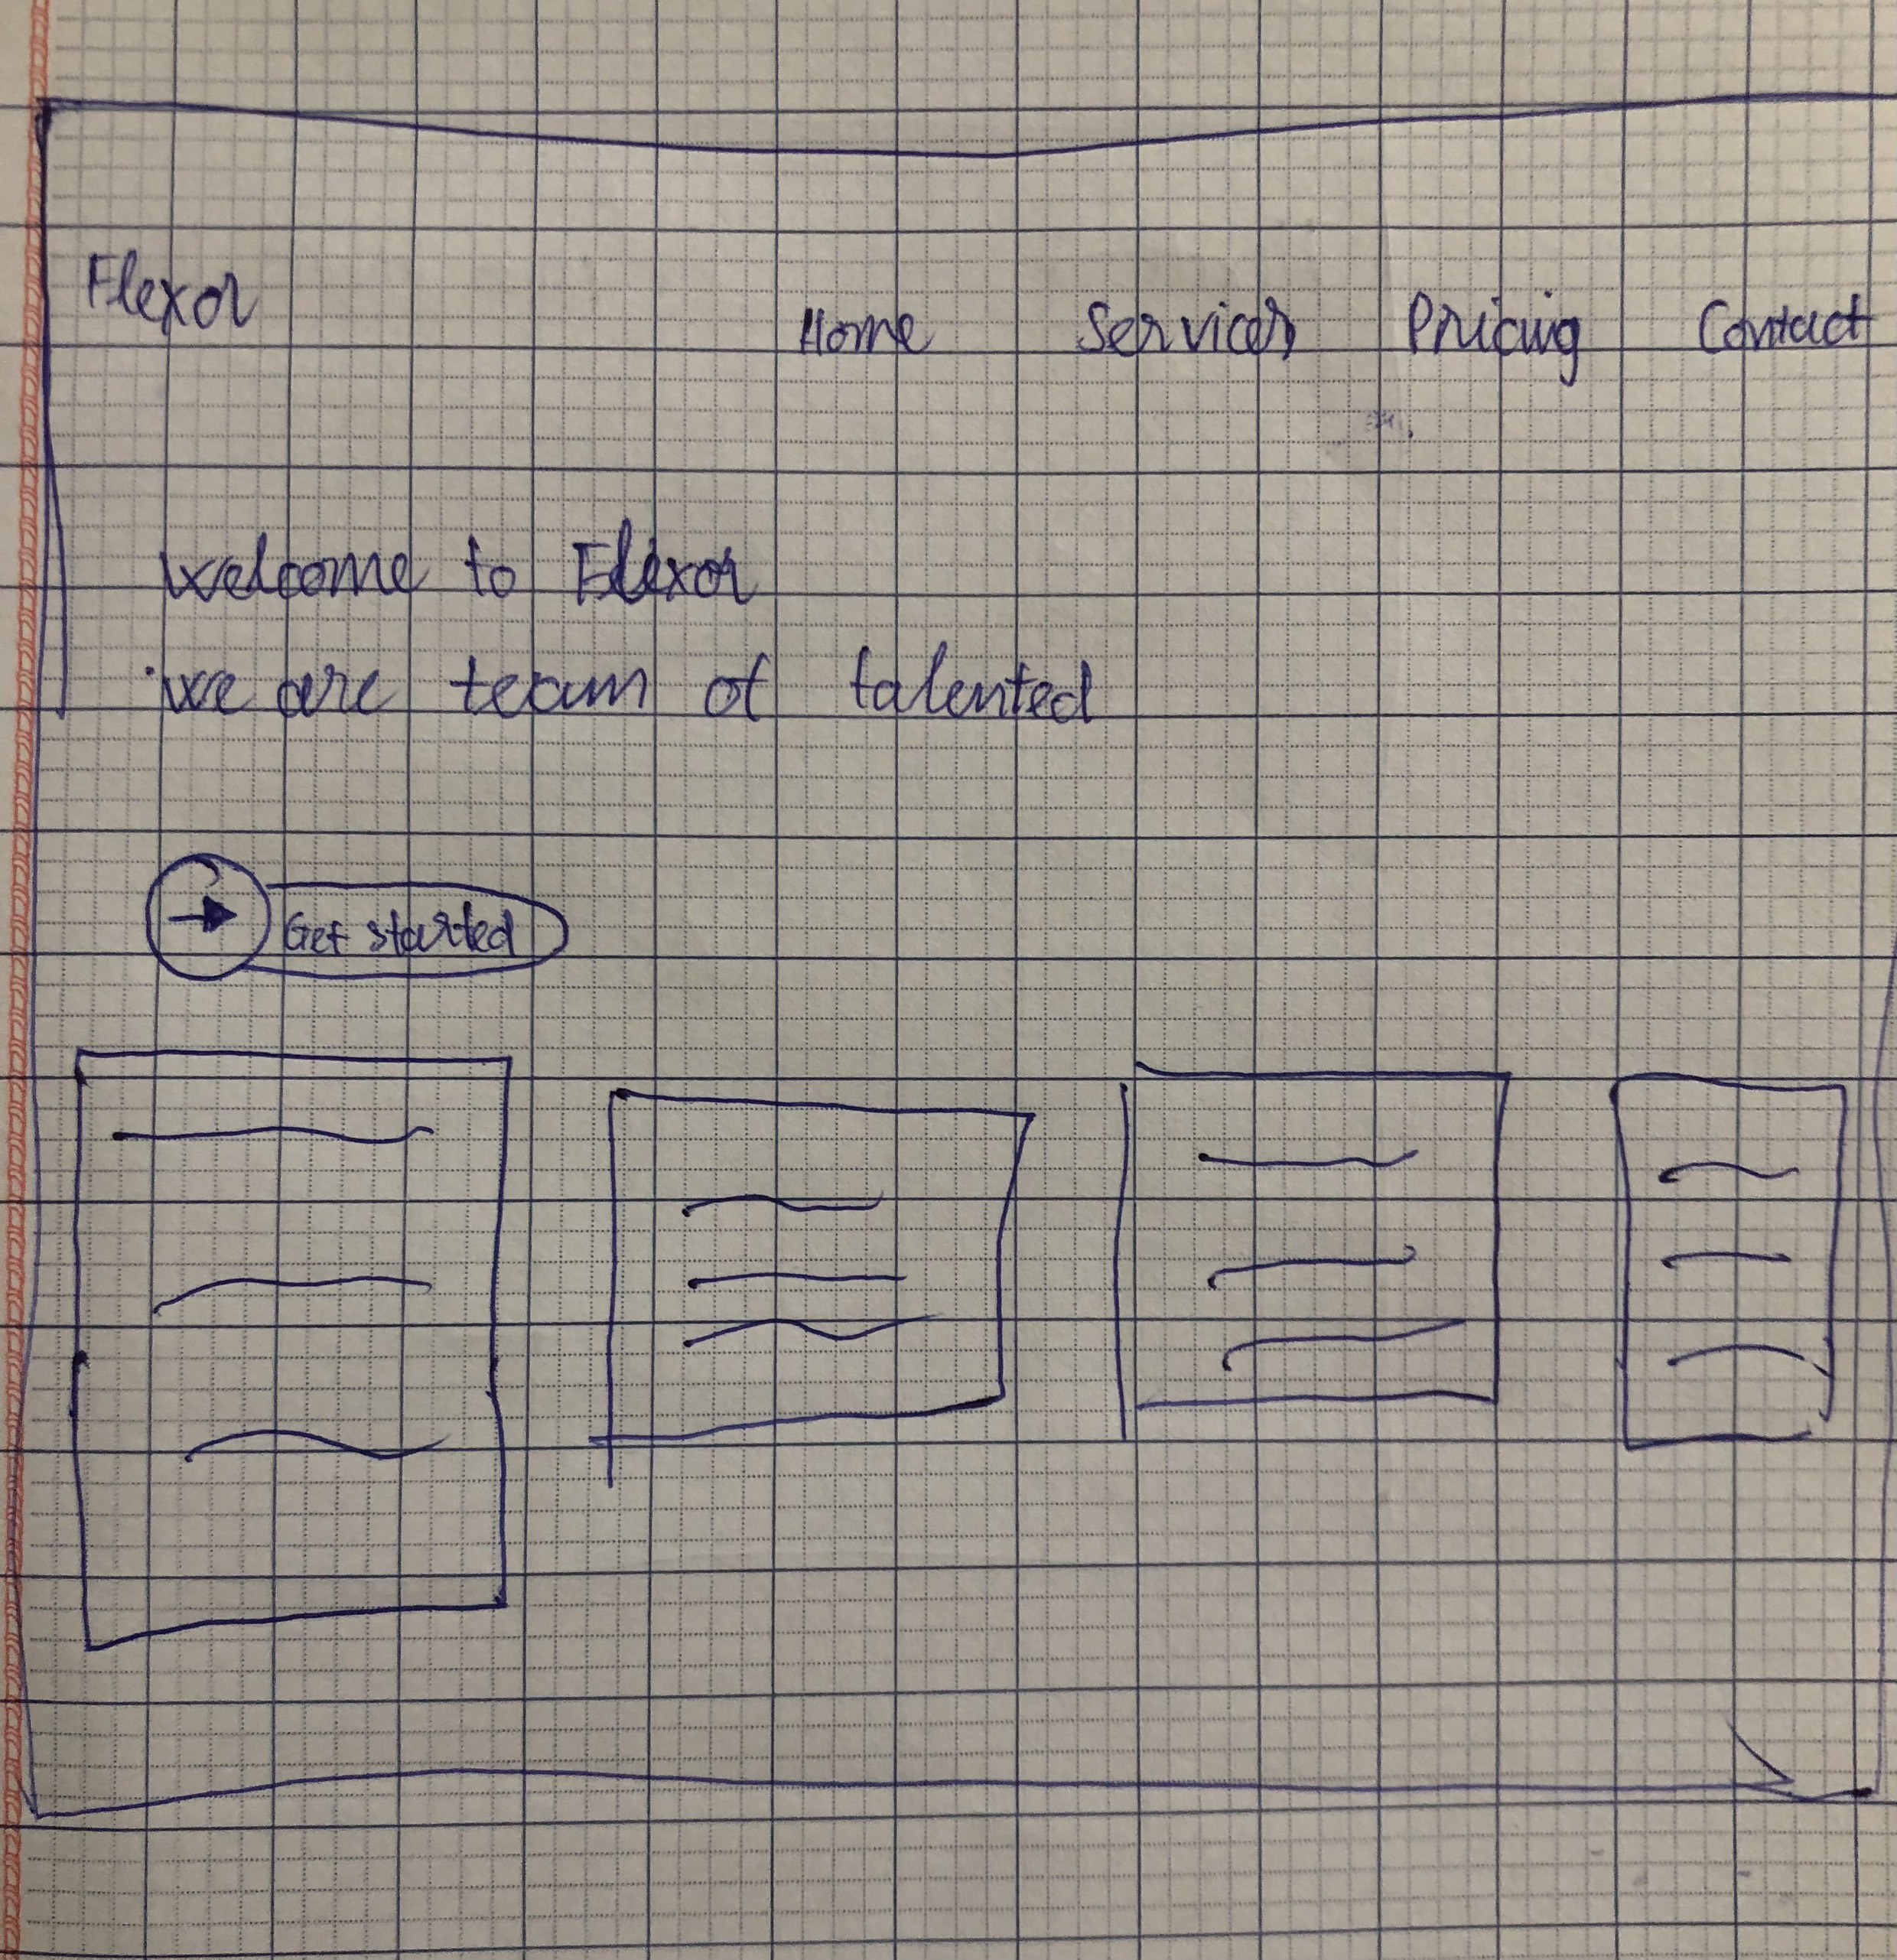 Flexor
Home Services Pricing Contact
Welcome to Flexor
we are team of talented
Get started